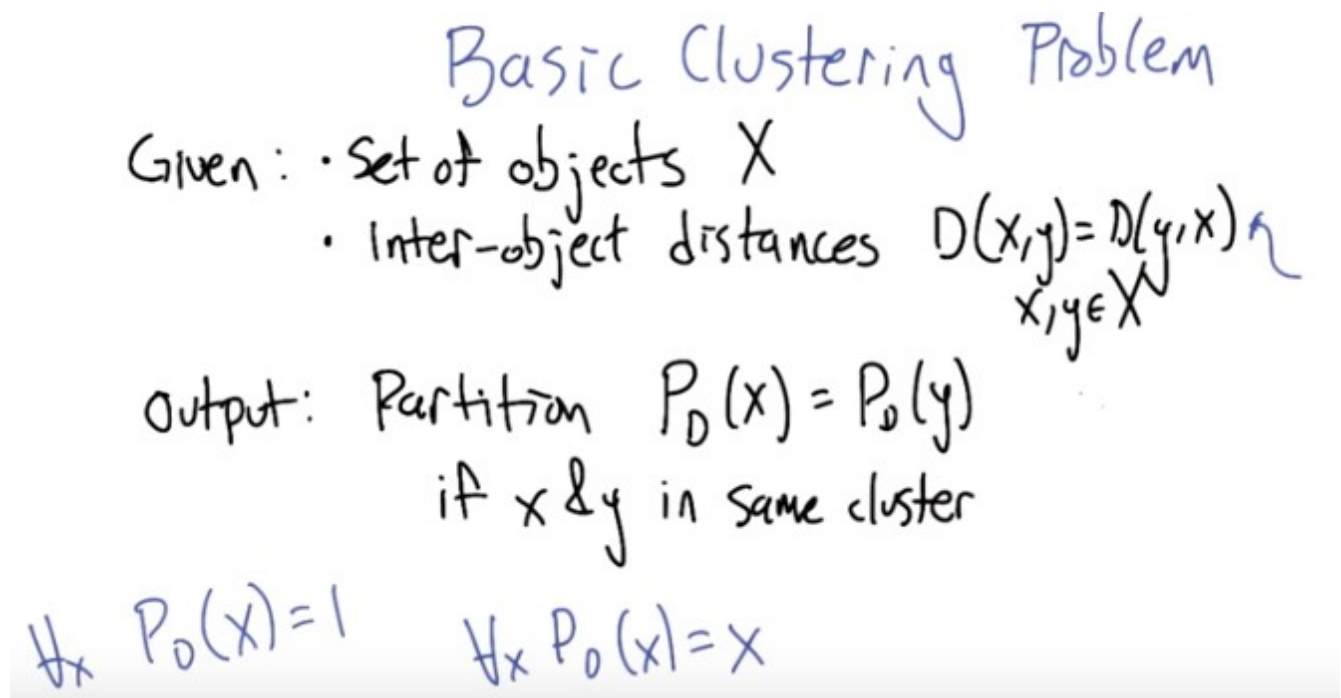 Basic Clustering Problem
Given: · Set of objects X
· Inter-object distances D(x,y)=D(y,x)
x,y∈X
Output: Partition P_D(x) = P_D(y)
if x & y in same cluster
∀x P_D(x)=1 ∀x P_D(x)=x